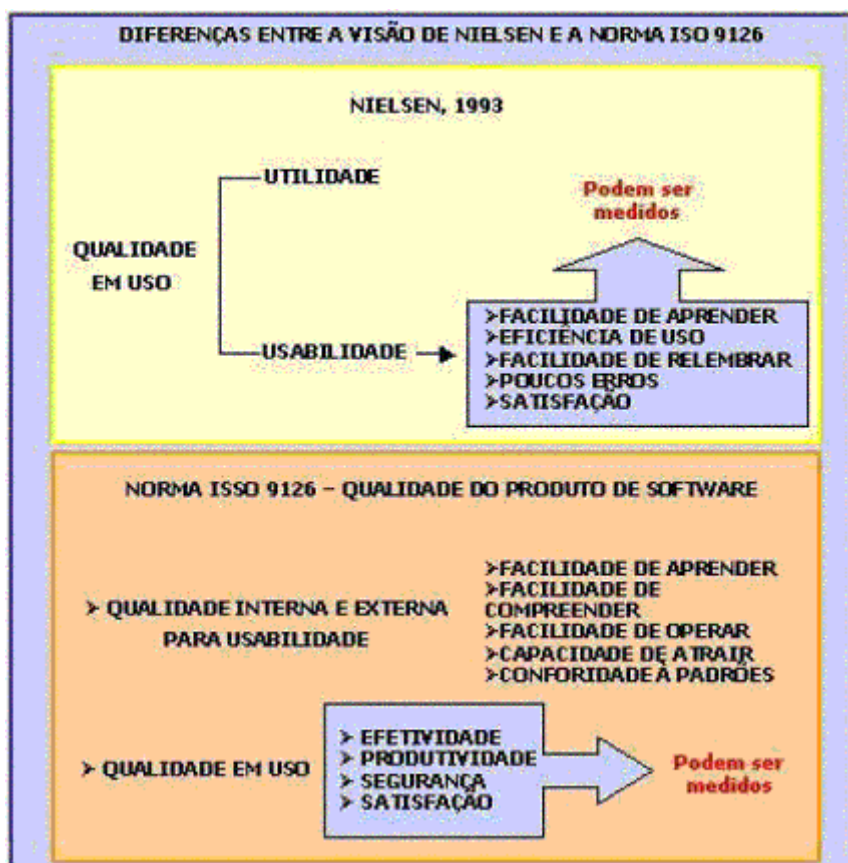 DIFERENÇAS ENTRE A VISÃO DE NIELSEN E A NORMA ISO 9126
NIELSEN, 1993
UTILIDADE
Podem ser
medidos
QUALIDADE
EM USO
USABILIDADE
➢FACILIDADE DE APRENDER
➢EFICIÊNCIA DE USO
➢FACILIDADE DE RELEMBRAR
➢POUCOS ERROS
➢SATISFAÇÃO
NORMA ISSO 9126 – QUALIDADE DO PRODUTO DE SOFTWARE
➢ QUALIDADE INTERNA E EXTERNA
PARA USABILIDADE
➢FACILIDADE DE APRENDER
➢FACILIDADE DE
COMPREENDER
➢FACILIDADE DE OPERAR
➢CAPACIDADE DE ATRAIR
➢CONFORIDADE À PADRÕES
➢ QUALIDADE EM USO
➢ EFETIVIDADE
➢ PRODUTIVIDADE
➢ SEGURANÇA
➢ SATISFAÇÃO
Podem ser
medidos